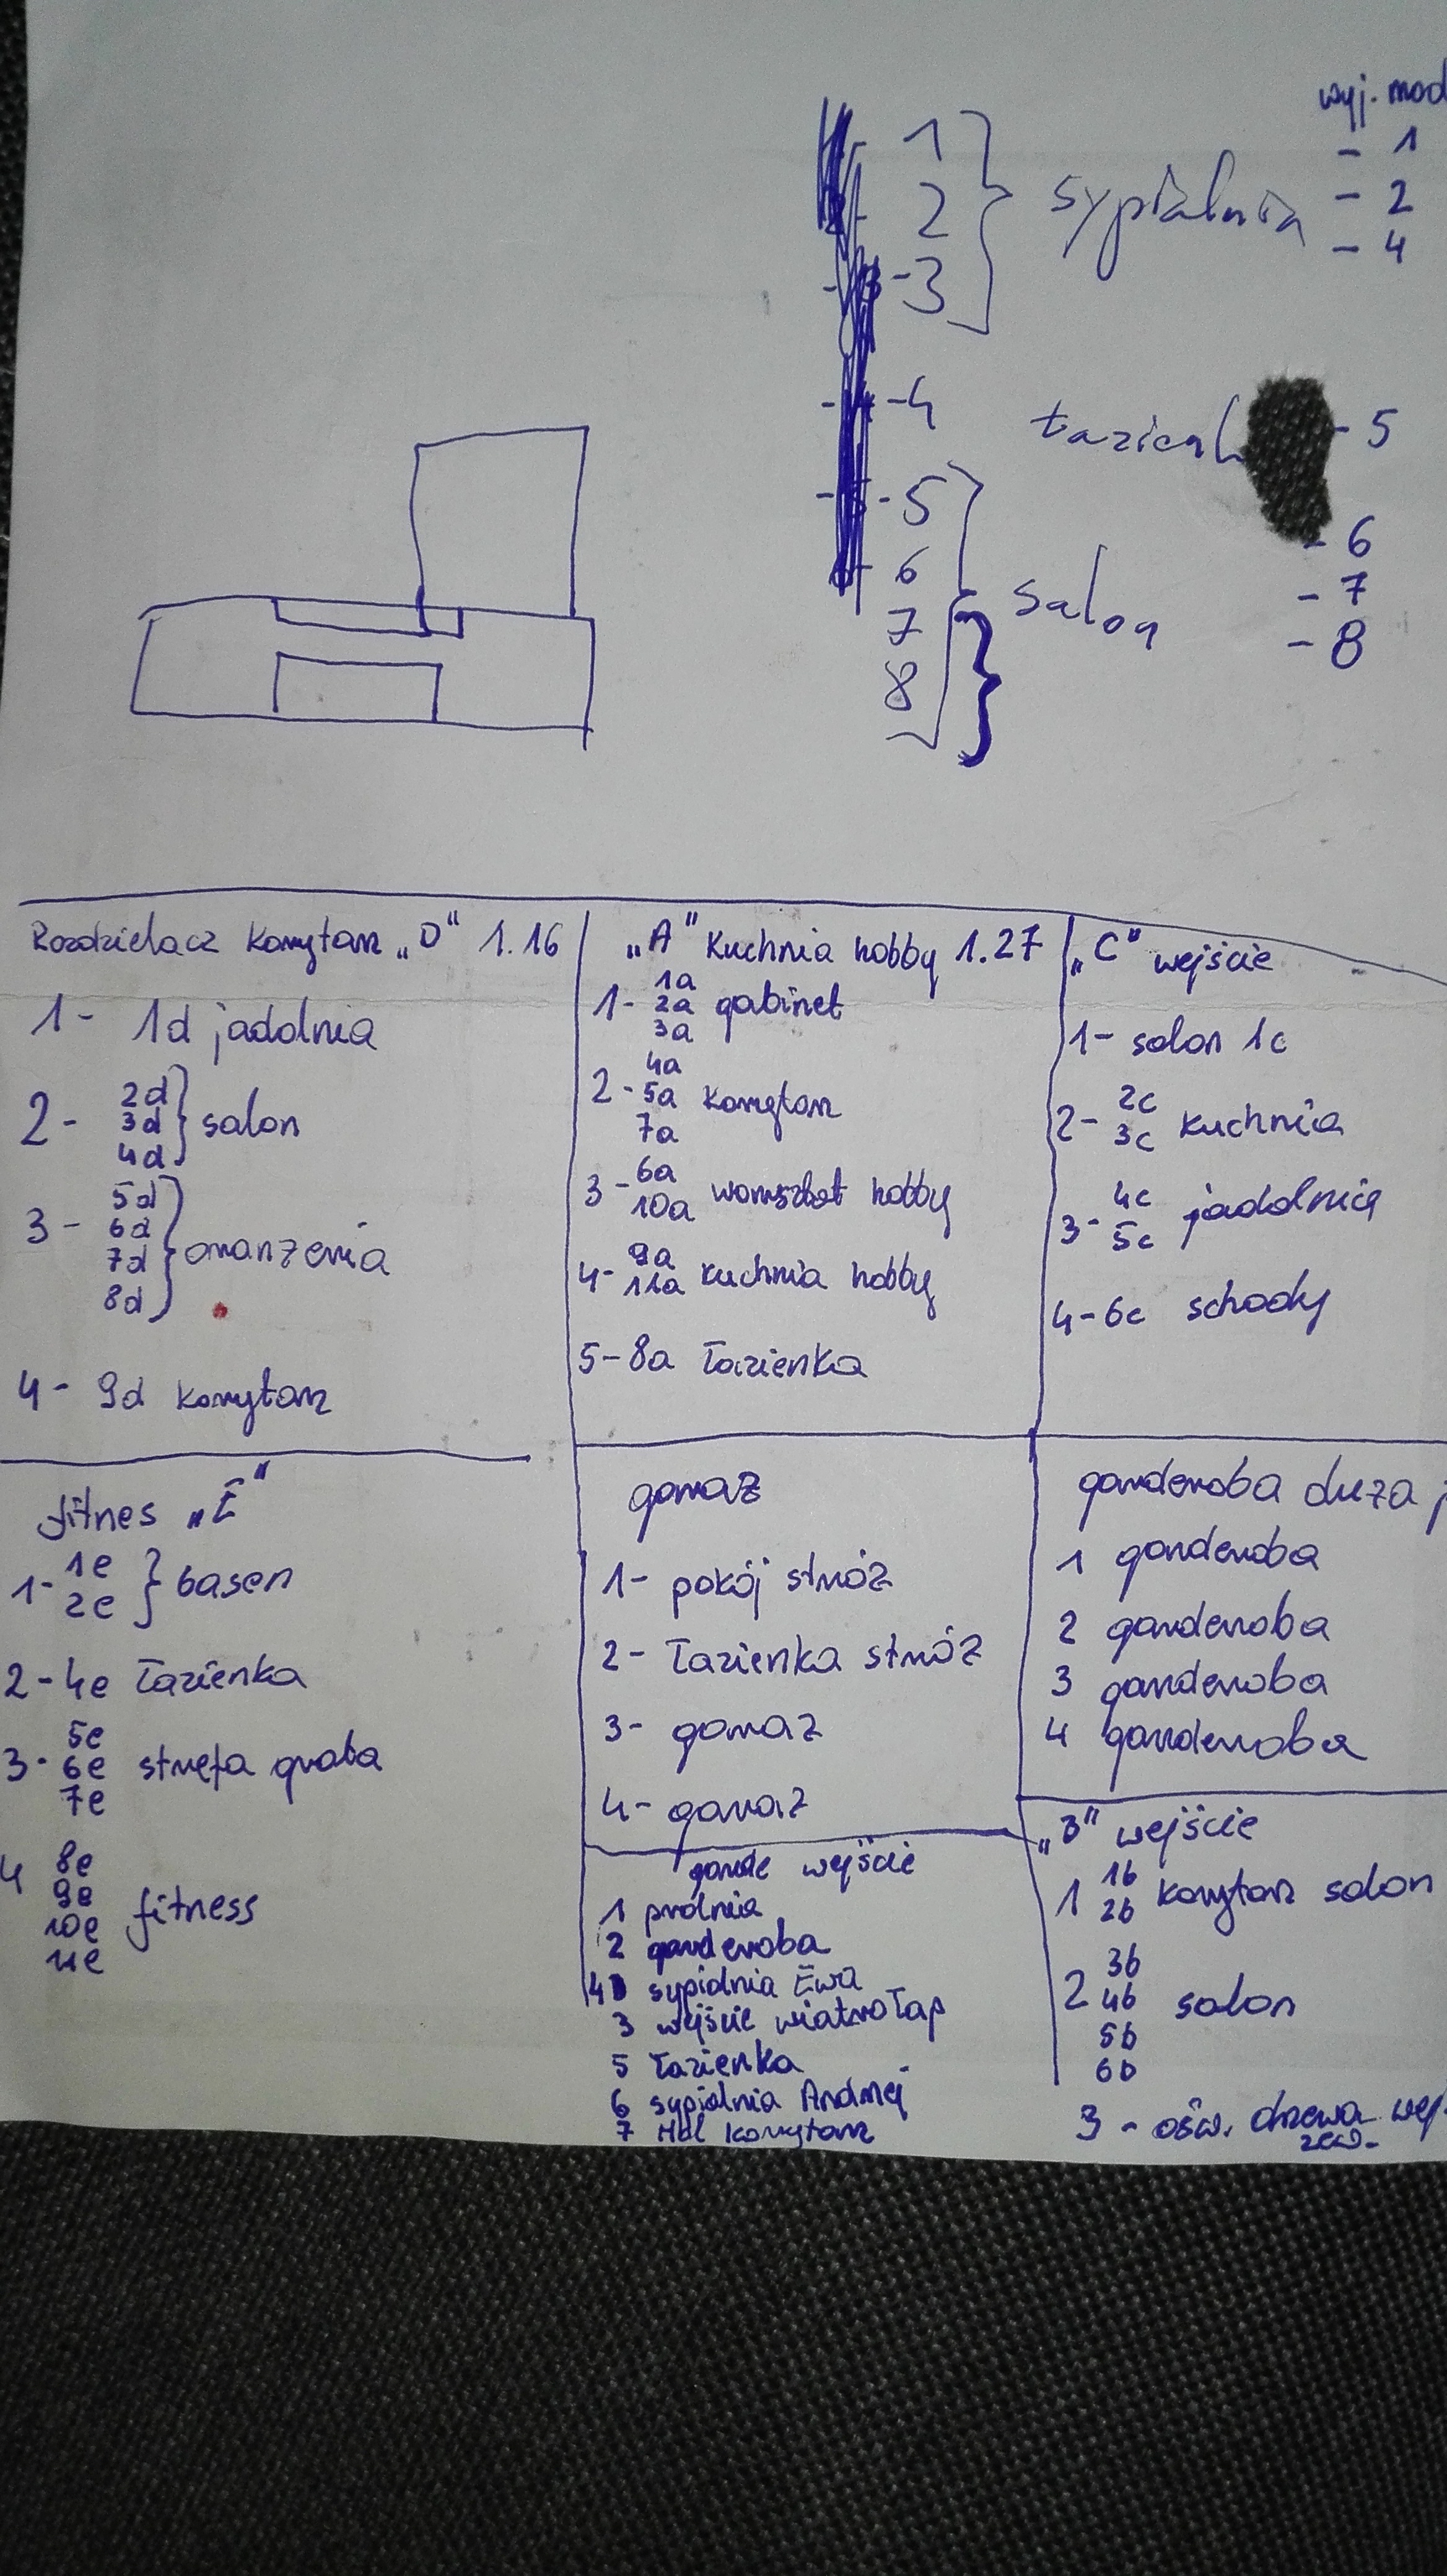 wyj. mod
1 - 1
2 sypialnia - 2
-3 - 4
-4 - 5
-5
6 salon - 6
7 - 7
8 - 8
Rozdzielacz korytarz „D" 1.16
1- 1d jadalnia
2- 2d
3d salon
4d
3- 5d
6d
7d oranżeria
8d
4- 9d korytarz
„A" Kuchnia hobby 1.27
1a
1- 2a gabinet
3a
4a
2- 5a korytarz
7a
3- 6a
10a warsztat hobby
4- 9a
11a kuchnia hobby
5- 8a łazienka
„C" wejście
1- salon 1c
2- 2c
3c kuchnia
3- 4c
5c jadalnia
4- 6c schody
fitnes „E"
1- 1e
2e basen
2- 4e łazienka
5e
3- 6e strefa graba
7e
4 8e
9e
10e fitness
11e
garaż
1- pokój stróż
2- łazienka stróż
3- garaż
4- garaż
garderoba duża
1 garderoba
2 garderoba
3 garderoba
4 garderoba
garde wejście
1 pralnia
2 garderoba
4 sypialnia Ewa
3 wejście wiatrołap
5 łazienka
6 sypialnia Andrzej
7 Hol korytarz
„B" wejście
1 1b
2b korytarz salon
3b
2 4b salon
5b
6b
3 - ośw. drzewa wej.
zew.